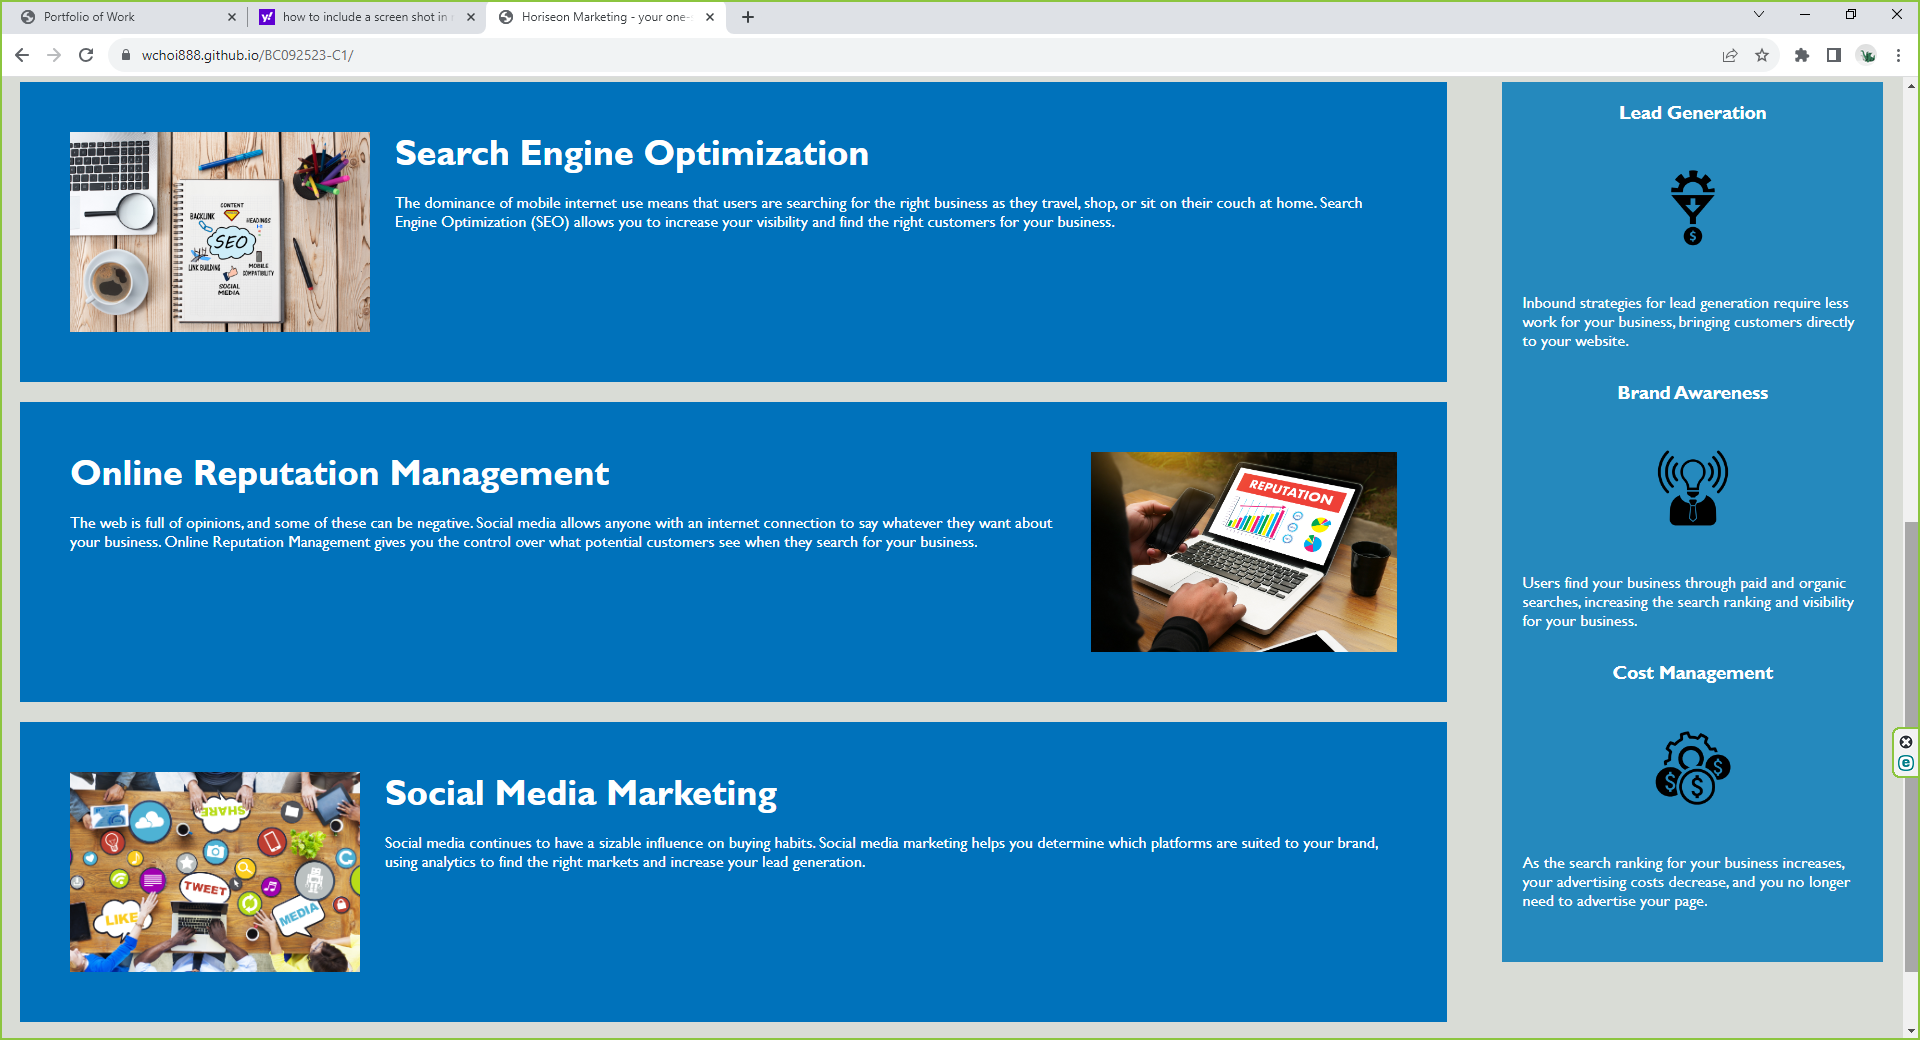 Portfolio of Work
how to include a screen shot in
Horiseon Marketing - your one-
wchoi888.github.io/BC092523-C1/
CONTENT
BACKLINK
HEADINGS
SEO
LINK BUILDING
MOBILE
COMPATIBILITY
SOCIAL
MEDIA
Search Engine Optimization
The dominance of mobile internet use means that users are searching for the right business as they travel, shop, or sit on their couch at home. Search
Engine Optimization (SEO) allows you to increase your visibility and find the right customers for your business.
Online Reputation Management
The web is full of opinions, and some of these can be negative. Social media allows anyone with an internet connection to say whatever they want about
your business. Online Reputation Management gives you the control over what potential customers see when they search for your business.
REPUTATION
SHARE
TWEET
LIKE
MEDIA
Social Media Marketing
Social media continues to have a sizable influence on buying habits. Social media marketing helps you determine which platforms are suited to your brand,
using analytics to find the right markets and increase your lead generation.
Lead Generation
$
Inbound strategies for lead generation require less
work for your business, bringing customers directly
to your website.
Brand Awareness
Users find your business through paid and organic
searches, increasing the search ranking and visibility
for your business.
Cost Management
$ $ $
As the search ranking for your business increases,
your advertising costs decrease, and you no longer
need to advertise your page.